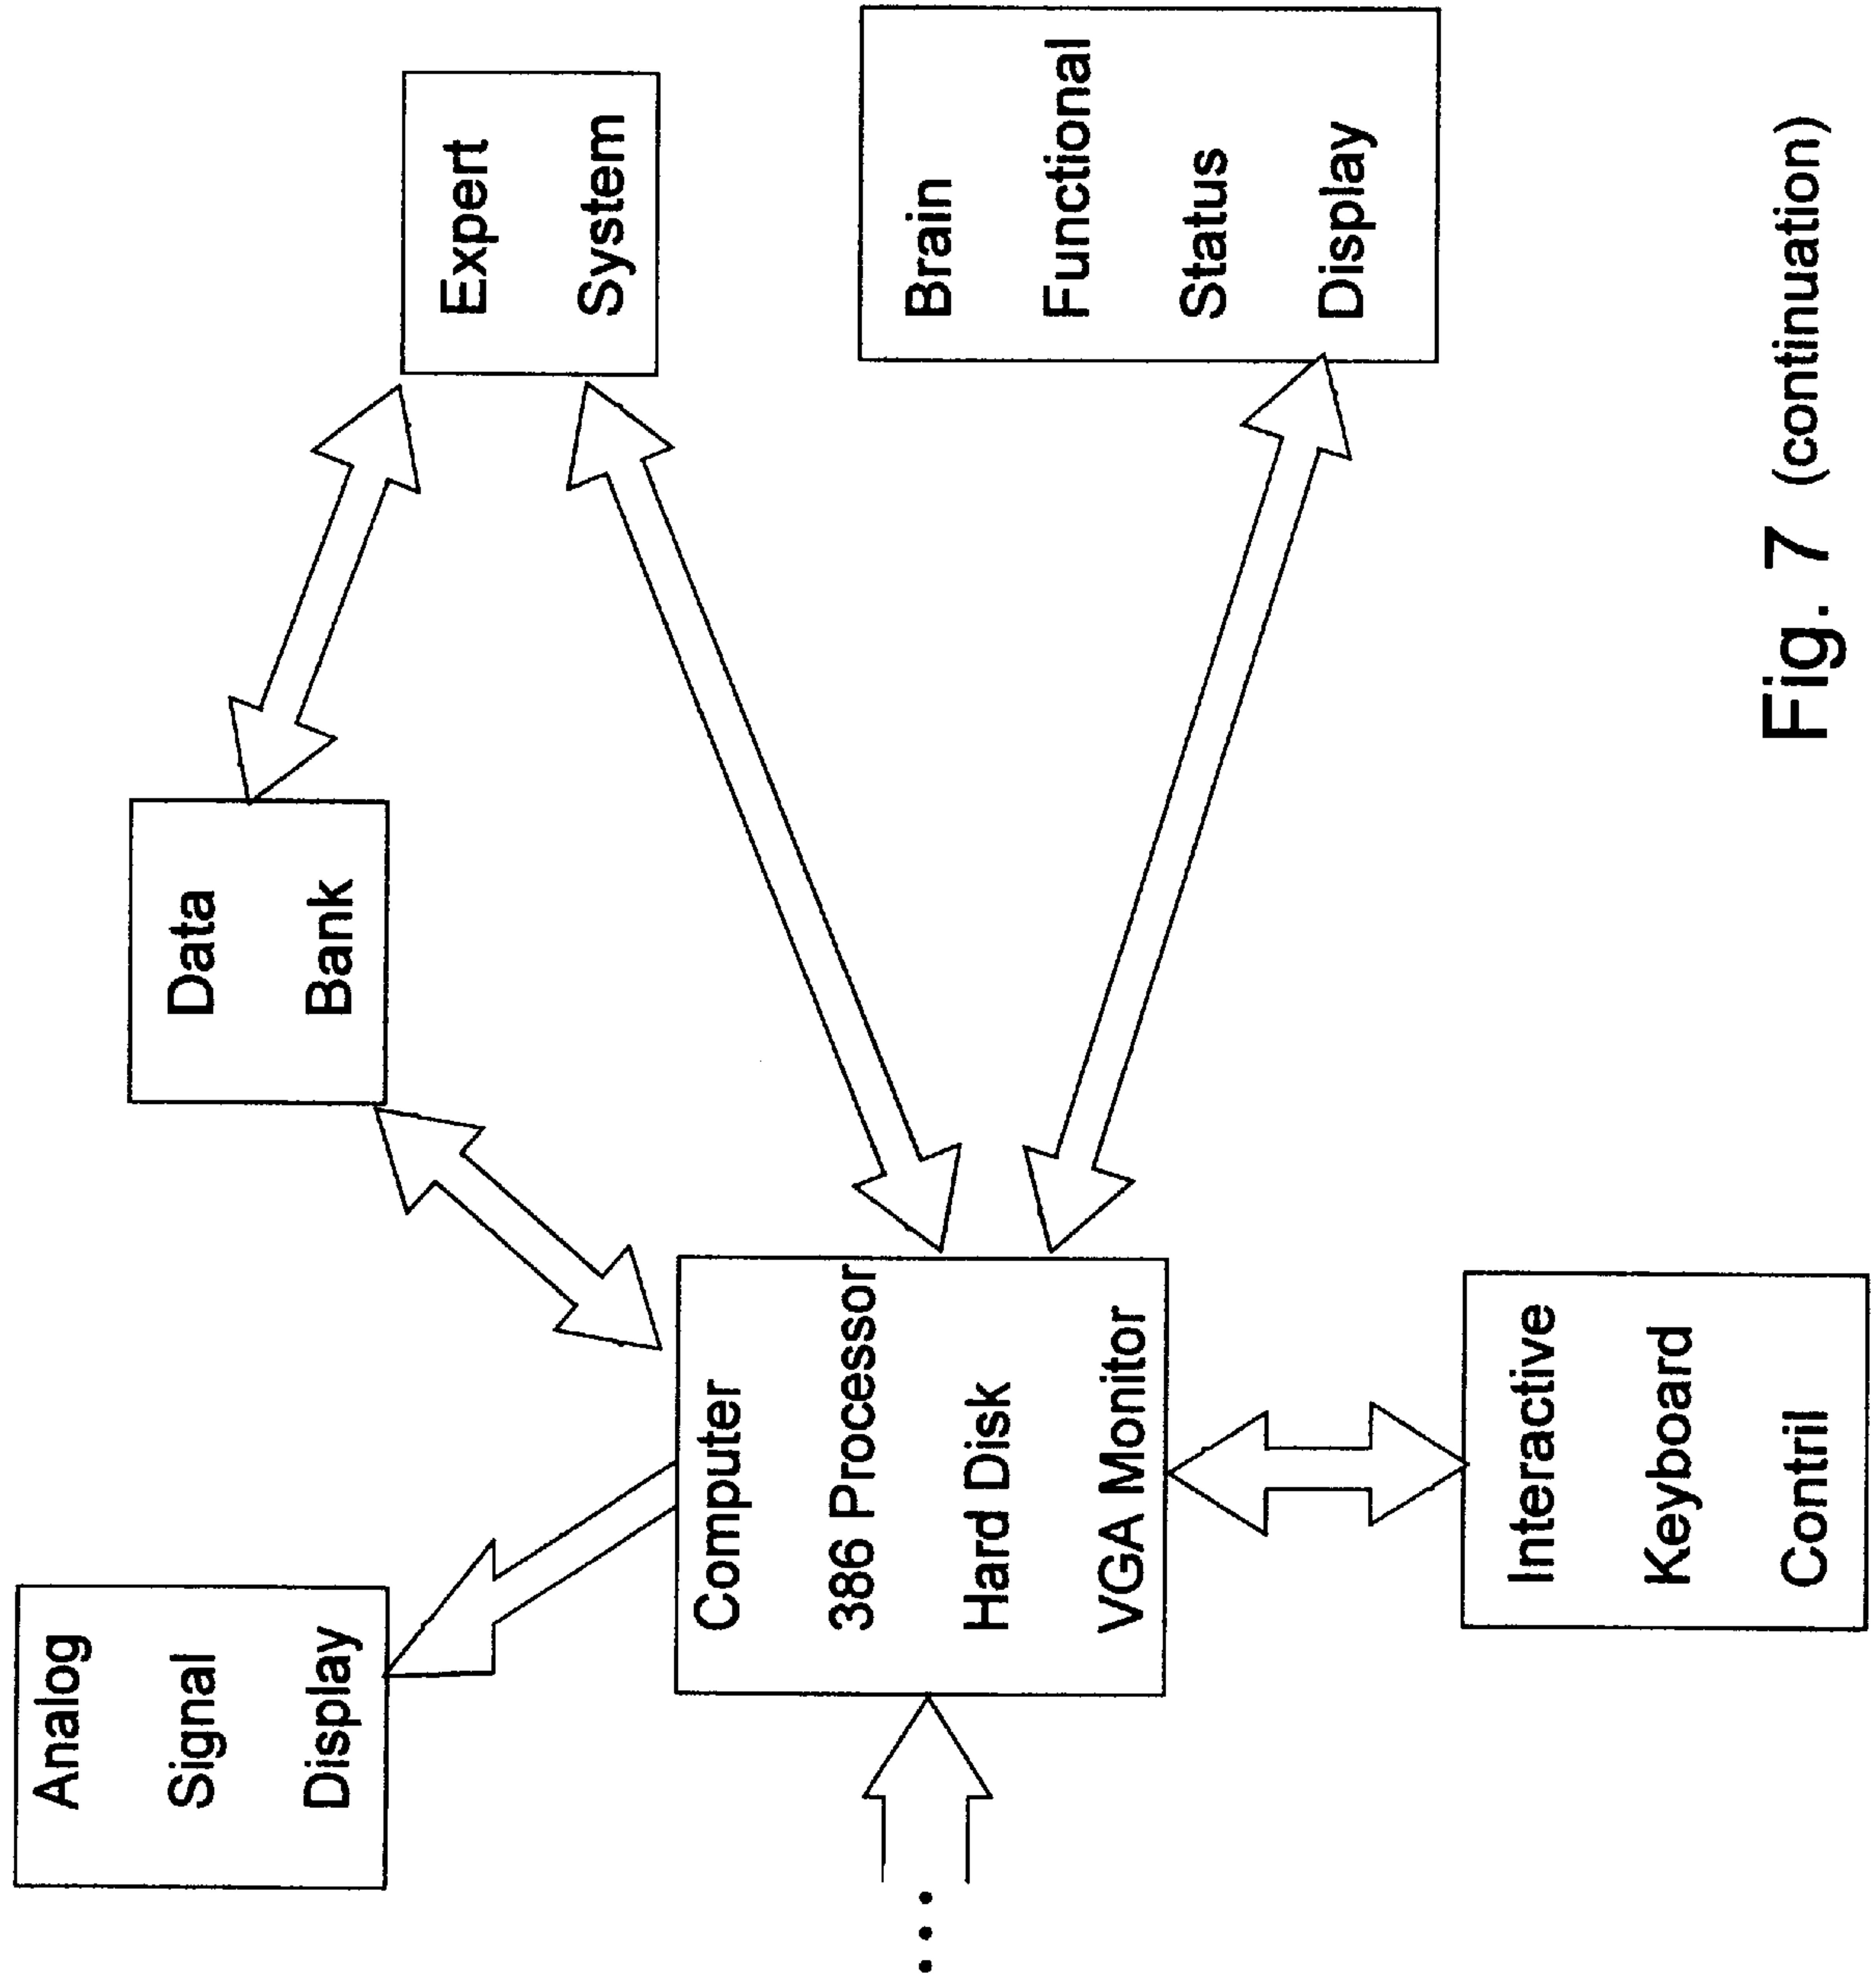 Analog
Signal
Display
Data
Bank
Expert
System
Computer
386 Processor
Hard Disk
VGA Monitor
Brain
Functional
Status
Display
Interactive
Keyboard
Contril
...
Fig. 7 (continuation)